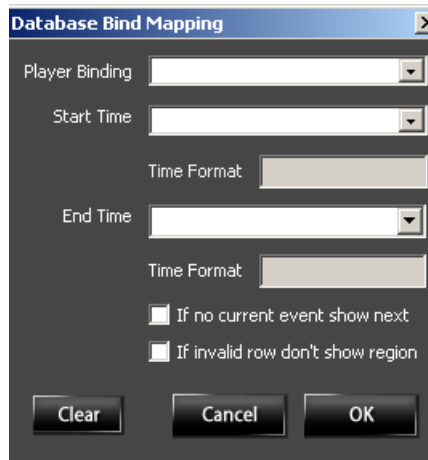 Database Bind Mapping
Player Binding
Start Time
Time Format
End Time
Time Format
If no current event show next
If invalid row don't show region
Clear Cancel OK